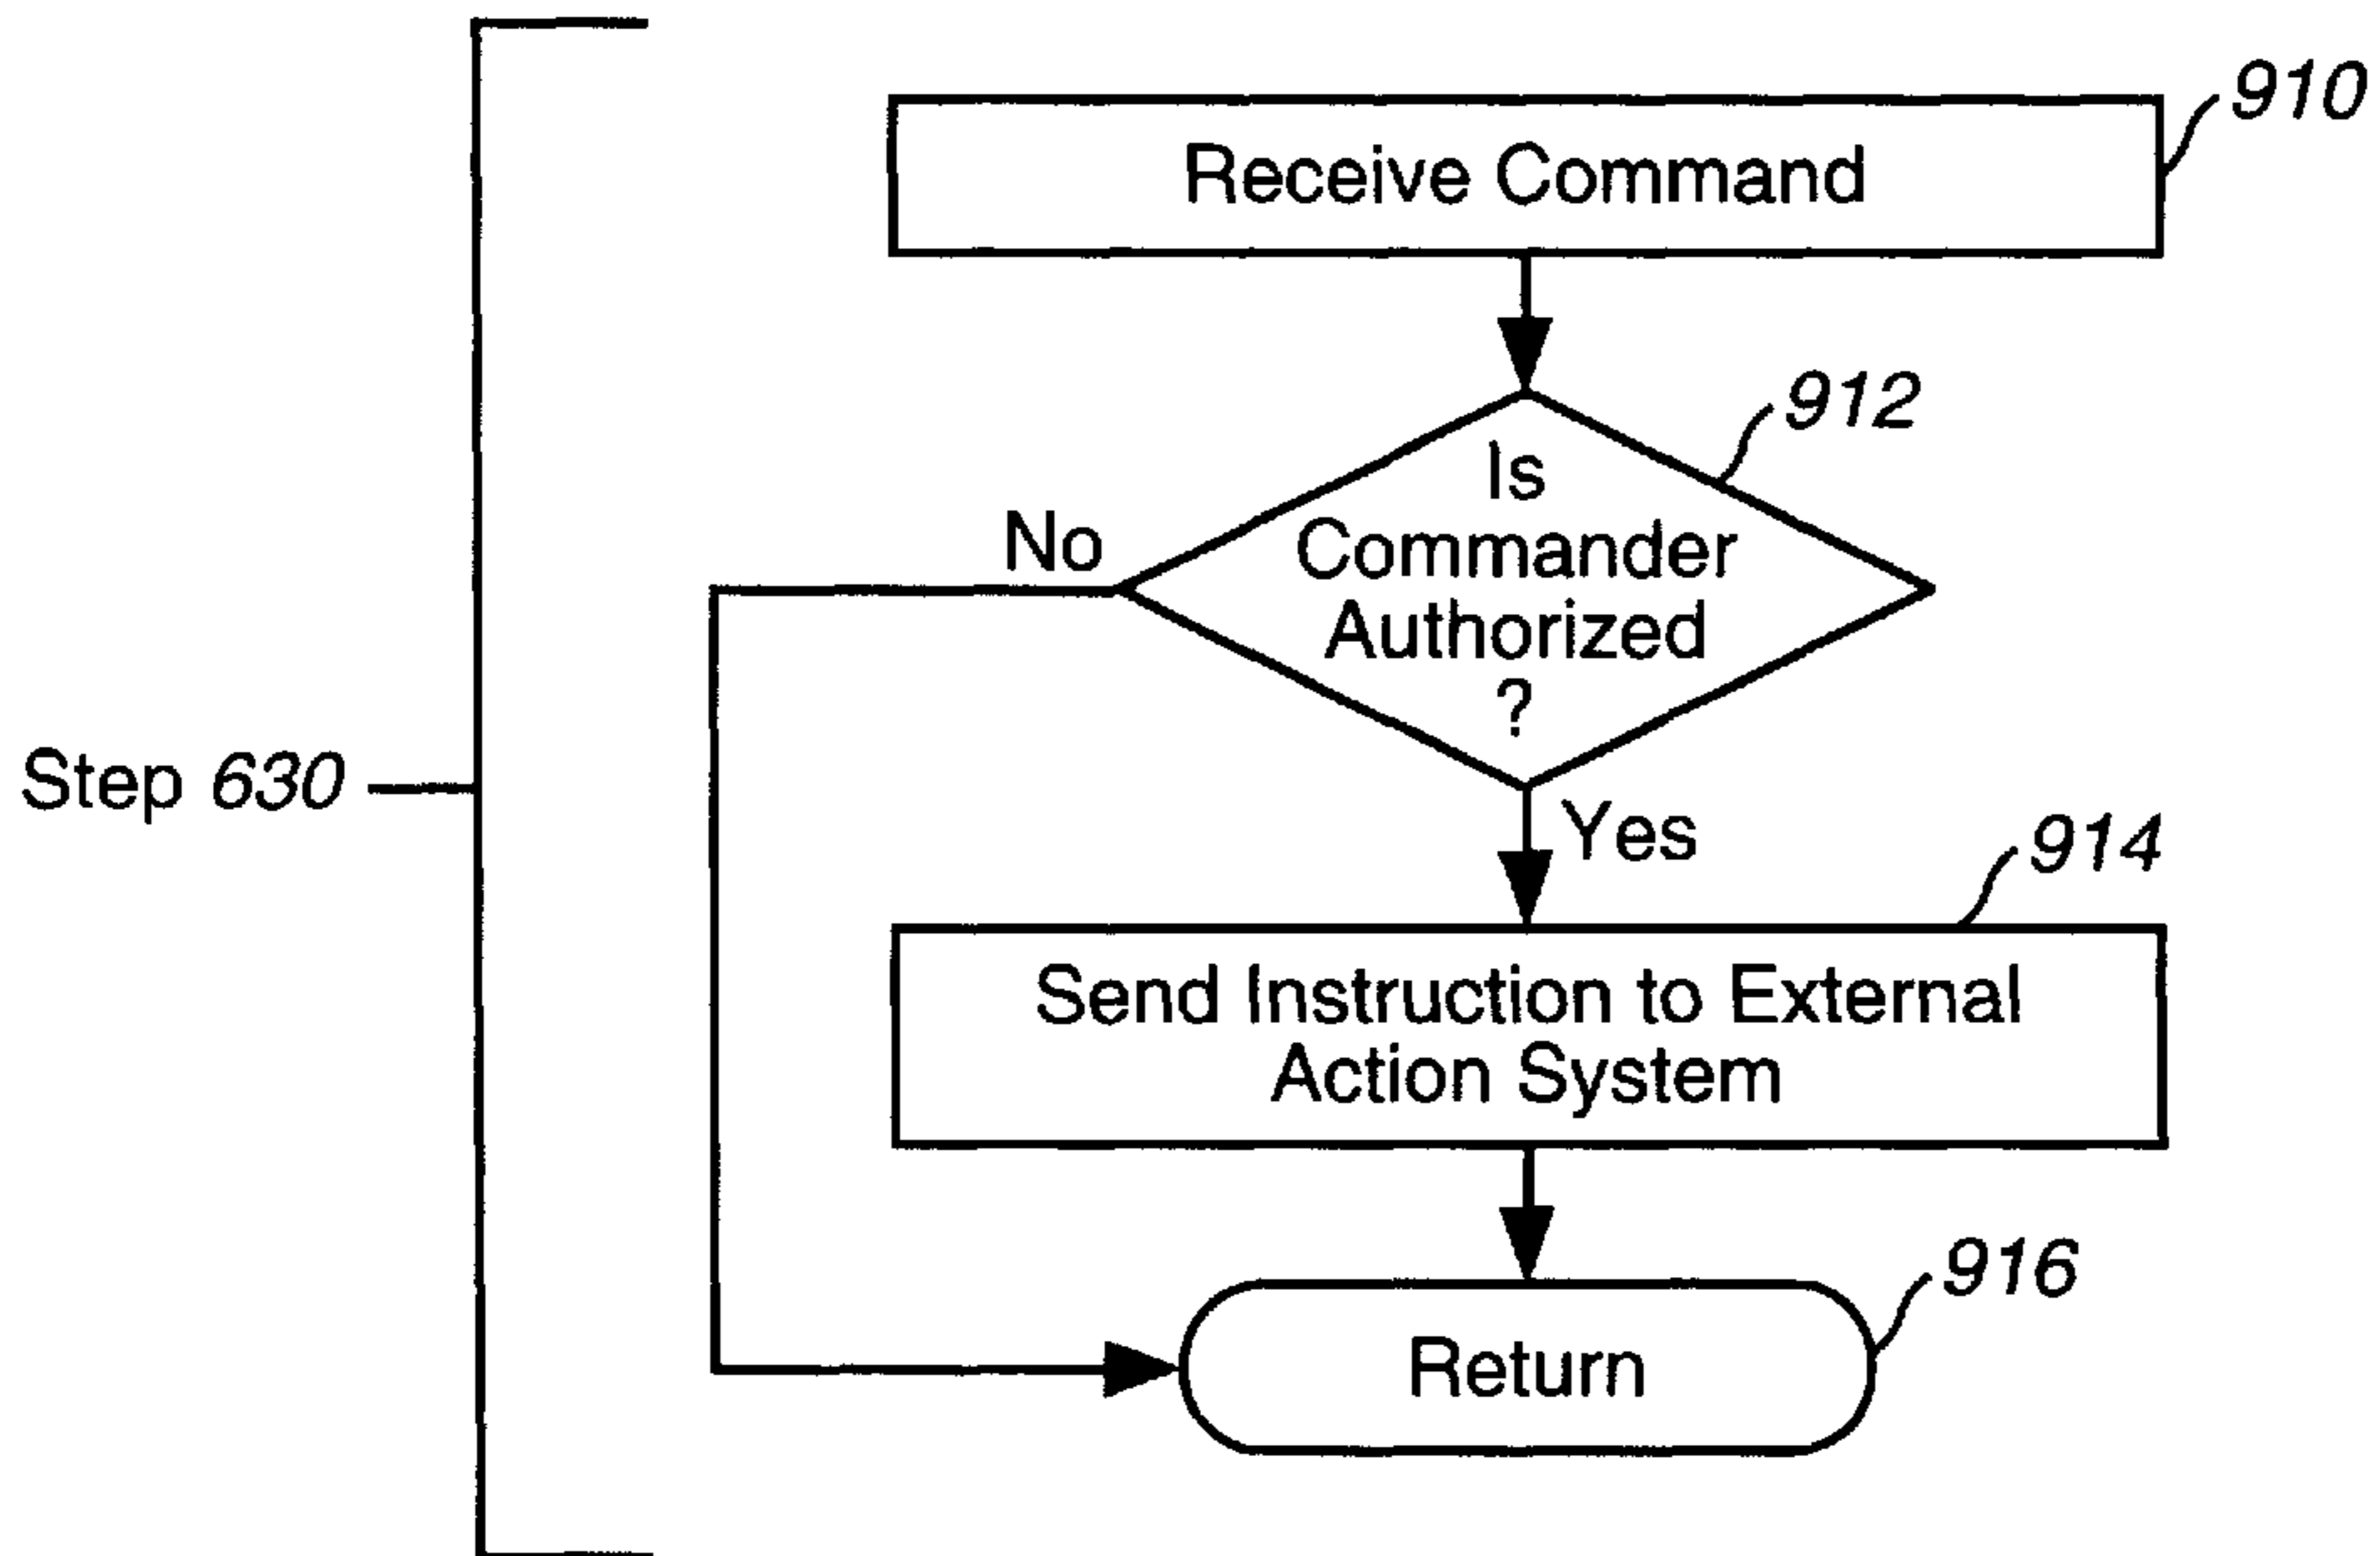 910
Receive Command
912
Is
Commander
Authorized
?
No
Step 630
Yes
914
Send Instruction to External
Action System
916
Return